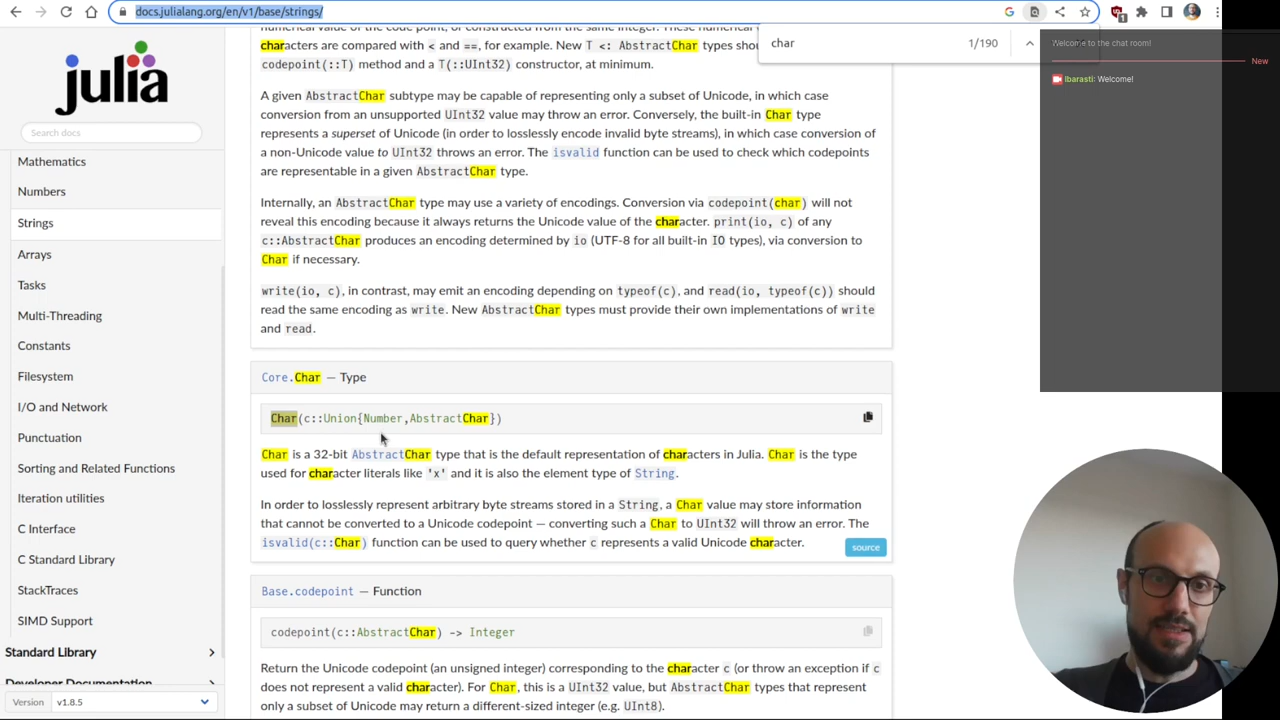 docs.julialang.org/en/v1/base/strings/
char
1/190
Welcome to the chat room!
New
lbarasti: Welcome!
julia
Search docs
Mathematics
Numbers
Strings
Arrays
Tasks
Multi-Threading
Constants
Filesystem
I/O and Network
Punctuation
Sorting and Related Functions
Iteration utilities
C Interface
C Standard Library
StackTraces
SIMD Support
Standard Library
Developer Documentation
Version
v1.8.5
numerical value of the code point, or constructed from any other integer.
characters are compared with < and ==, for example. New T <: AbstractChar types shou
codepoint(::T) method and a T(::UInt32) constructor, at minimum.
A given AbstractChar subtype may be capable of representing only a subset of Unicode, in which case
conversion from an unsupported UInt32 value may throw an error. Conversely, the built-in Char type
represents a superset of Unicode (in order to losslessly encode invalid byte streams), in which case conversion
of a non-Unicode value to UInt32 throws an error. The isvalid function can be used to check which codepoints
are representable in a given AbstractChar type.
Internally, an AbstractChar type may use a variety of encodings. Conversion via codepoint(char) will not
reveal this encoding because it always returns the Unicode value of the character. print(io, c) of any
c::AbstractChar produces an encoding determined by io (UTF-8 for all built-in IO types), via conversion to
Char if necessary.
write(io, c), in contrast, may emit an encoding depending on typeof(c), and read(io, typeof(c)) should
read the same encoding as write. New AbstractChar types must provide their own implementations of write
and read.
Core.Char — Type
Char(c::Union{Number,AbstractChar})
Char is a 32-bit AbstractChar type that is the default representation of characters in Julia. Char is the type
used for character literals like 'x' and it is also the element type of String.
In order to losslessly represent arbitrary byte streams stored in a String, a Char value may store information
that cannot be converted to a Unicode codepoint — converting such a Char to UInt32 will throw an error. The
isvalid(c::Char) function can be used to query whether c represents a valid Unicode character.
source
Base.codepoint — Function
codepoint(c::AbstractChar) -> Integer
Return the Unicode codepoint (an unsigned integer) corresponding to the character c (or throw an exception if c
does not represent a valid character). For Char, this is a UInt32 value, but AbstractChar types that represent
only a subset of Unicode may return a different-sized integer (e.g. UInt8).